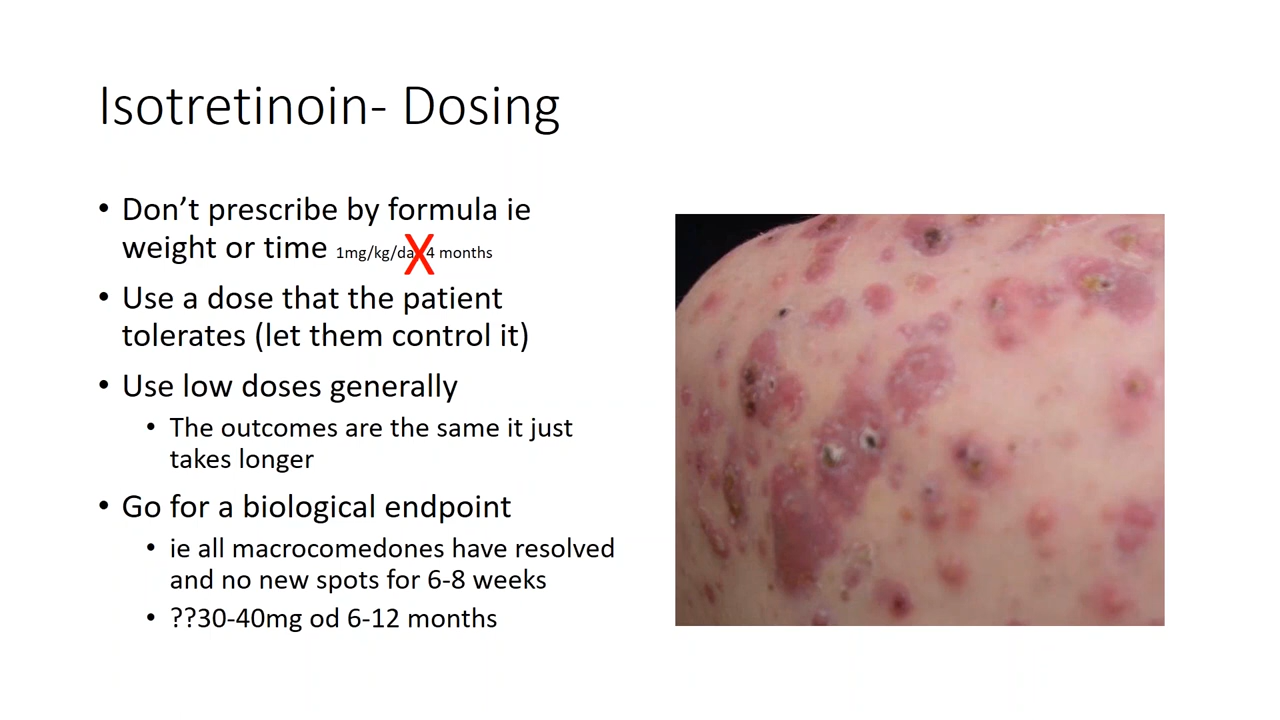 Isotretinoin- Dosing
• Don’t prescribe by formula ie
weight or time 1mg/kg/da 4 months
• Use a dose that the patient
tolerates (let them control it)
• Use low doses generally
• The outcomes are the same it just
takes longer
• Go for a biological endpoint
• ie all macrocomedones have resolved
and no new spots for 6-8 weeks
• ??30-40mg od 6-12 months